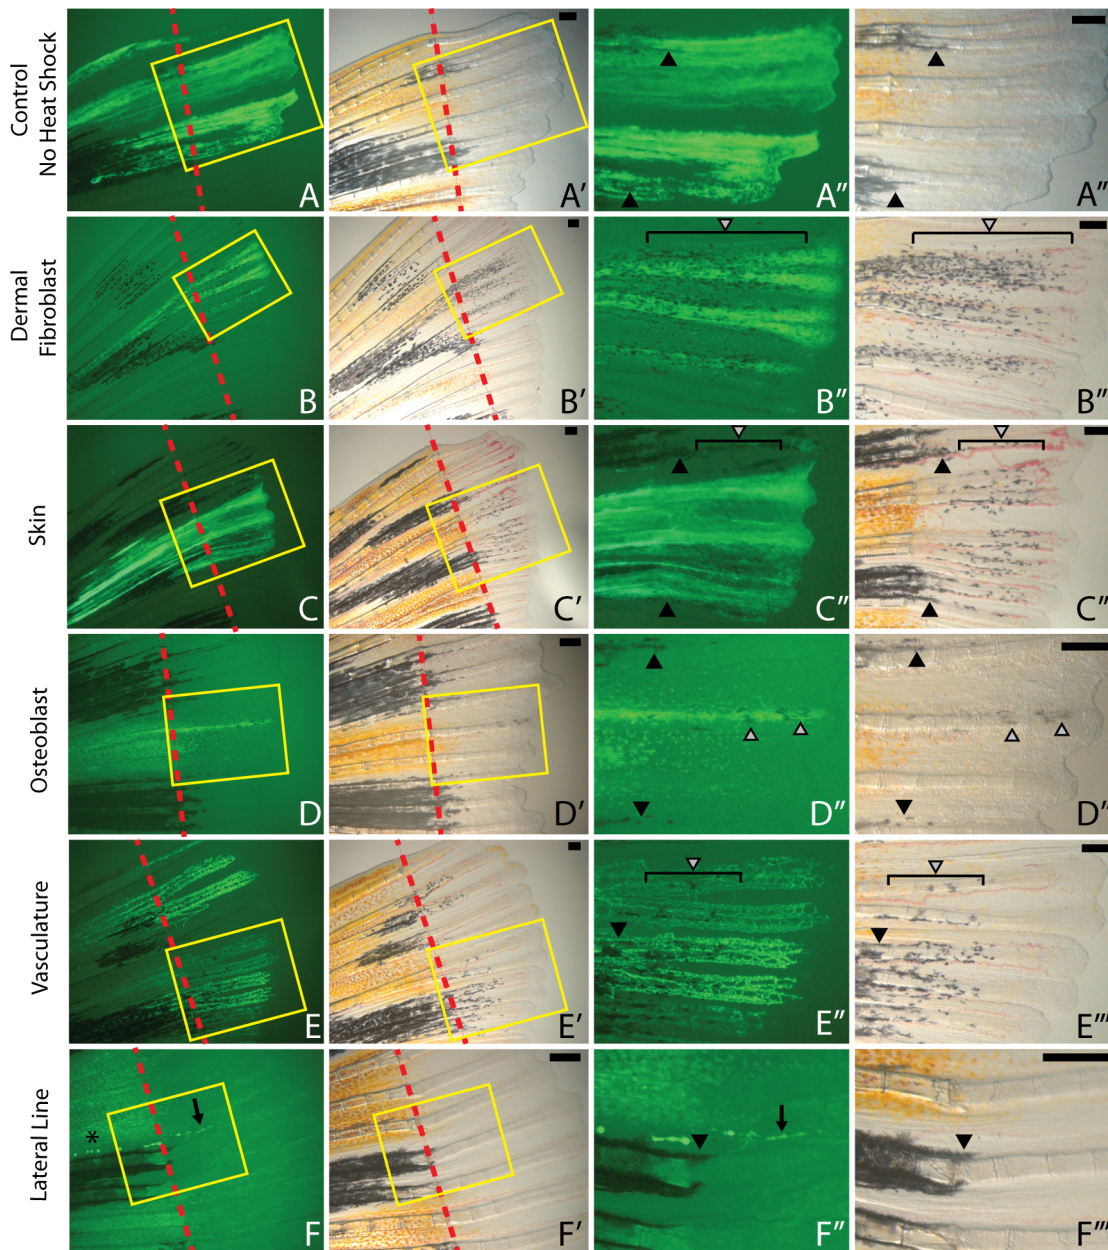 Control
No Heat Shock
A
A′
A″
A″
Dermal
Fibroblast
B
B′
B″
B″
Skin
C
C′
C″
C″
Osteoblast
D
D′
D″
D″
Vasculature
E
E′
E″
E‴
Lateral Line
*
F
F′
F″
F‴